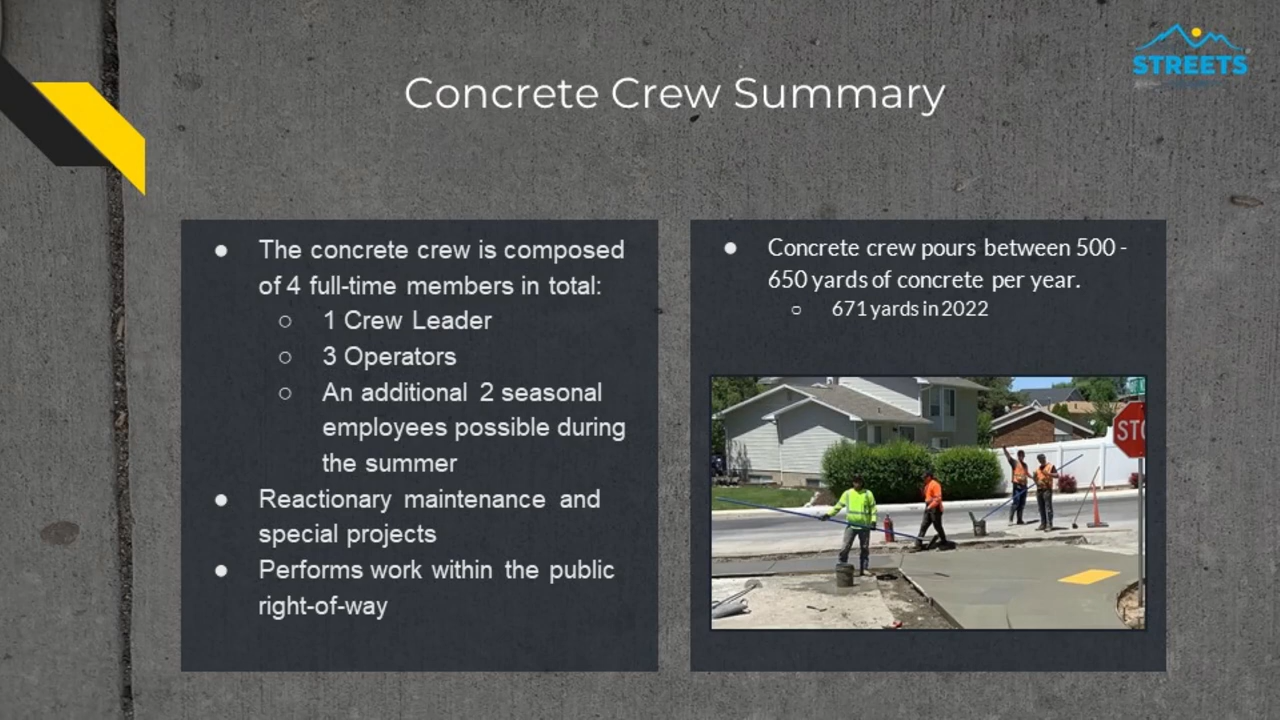 STREETS
Concrete Crew Summary
● The concrete crew is composed
of 4 full-time members in total:
○ 1 Crew Leader
○ 3 Operators
○ An additional 2 seasonal
employees possible during
the summer
● Reactionary maintenance and
special projects
● Performs work within the public
right-of-way
● Concrete crew pours between 500 -
650 yards of concrete per year.
○ 671 yards in 2022
STO